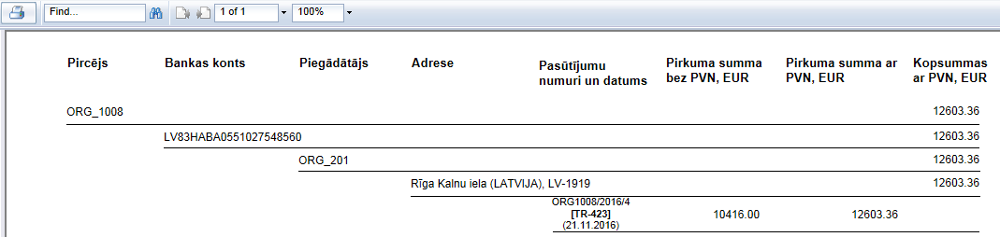 Find...
1 of 1
100%
Pircējs
Bankas konts
Piegādātājs
Adrese
Pasūtījumu
numuri un datums
Pirkuma summa
bez PVN, EUR
Pirkuma summa ar
PVN, EUR
Kopsummas
ar PVN, EUR
ORG_1008 12603.36
LV83HABA0551027548560 12603.36
ORG_201 12603.36
Rīga Kalnu iela (LATVIJA), LV-1919 12603.36
ORG1008/2016/4
[TR-423] 10416.00 12603.36
(21.11.2016)